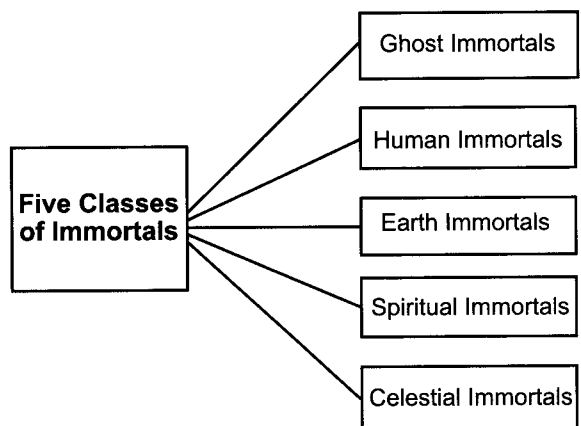 Five Classes
of Immortals
Ghost Immortals
Human Immortals
Earth Immortals
Spiritual Immortals
Celestial Immortals